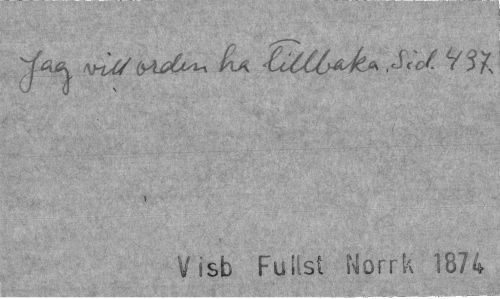 Jag vill orden ha tillbaka. Sid. 437.
Visb Fullst Norrk 1874